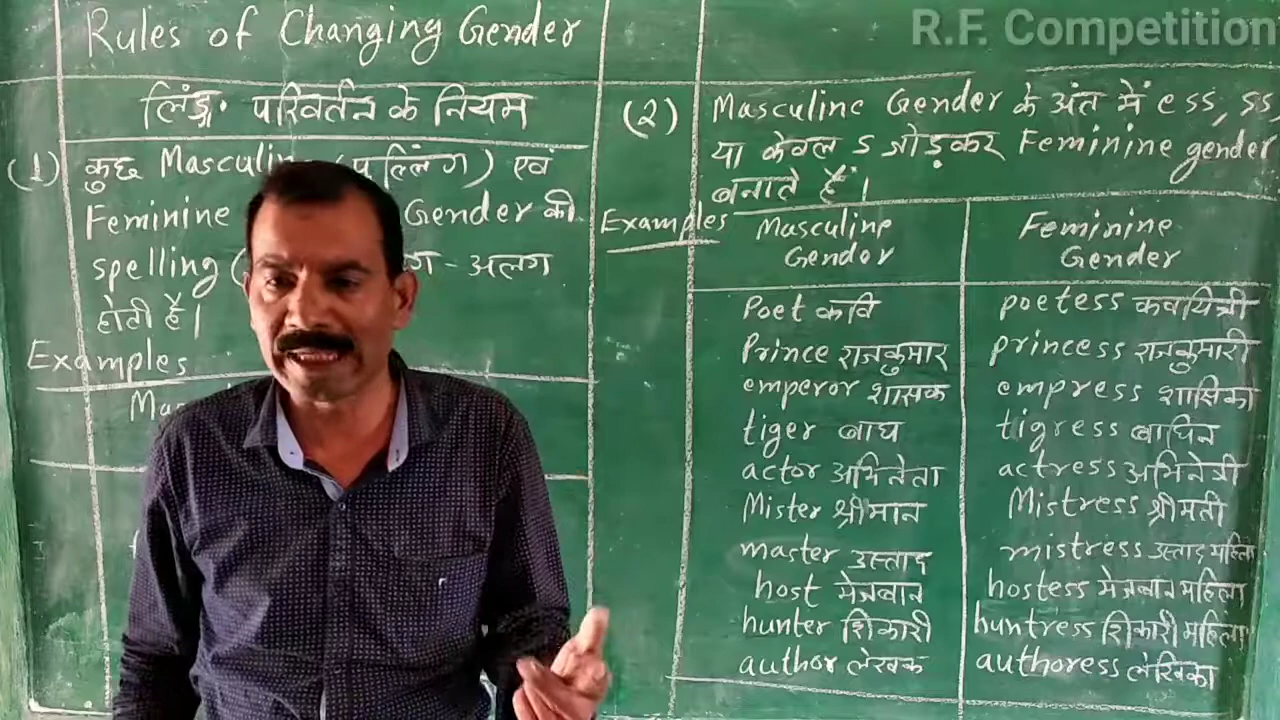 R.F. Competition
Rules of Changing Gender
लिंङ्ग परिवर्तन के नियम
(1) कुछ Masculin (पुल्लिंग) एवं
Feminine Gender की
spelling ( ग - अलग
होती है।
Examples
Mas
(2) Masculine Gender के अंत में ess, ss,
या केवल s जोड़कर Feminine gender
बनाते हैं।
Examples
Masculine Gender Feminine Gender
Poet कवि poetess कवयित्री
Prince राजकुमार princess राजकुमारी
emperor शासक empress शासिका
tiger बाघ tigress बाघिन
actor अभिनेता actress अभिनेत्री
Mister श्रीमान Mistress श्रीमती
master उस्ताद mistress उस्ताद महिला
host मेजबान hostess मेजबान महिला
hunter शिकारी huntress शिकारी महिला
author लेखक authoress लेखिका